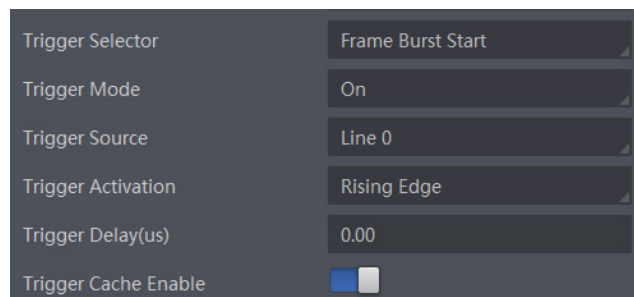 Trigger Selector Frame Burst Start
Trigger Mode On
Trigger Source Line 0
Trigger Activation Rising Edge
Trigger Delay(us) 0.00
Trigger Cache Enable